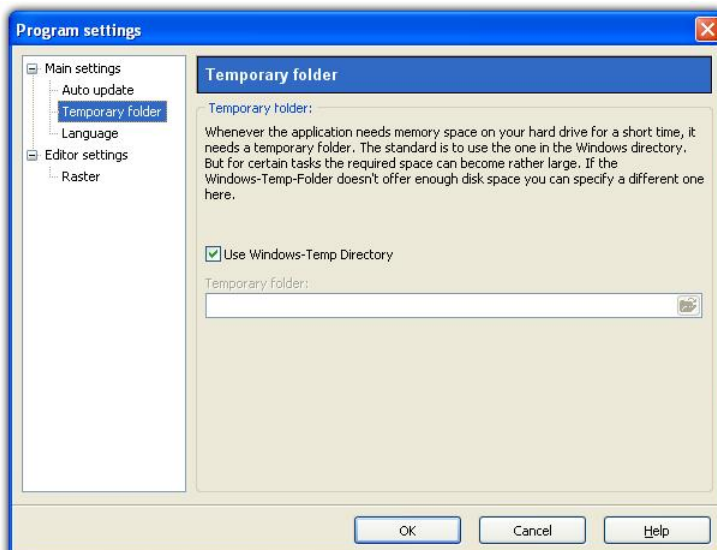 Program settings
Main settings
Auto update
Temporary folder
Language
Editor settings
Raster
Temporary folder
Temporary folder:
Whenever the application needs memory space on your hard drive for a short time, it
needs a temporary folder. The standard is to use the one in the Windows directory.
But for certain tasks the required space can become rather large. If the
Windows-Temp-Folder doesn't offer enough disk space you can specify a different one
here.
Use Windows-Temp Directory
Temporary folder:
OK
Cancel
Help